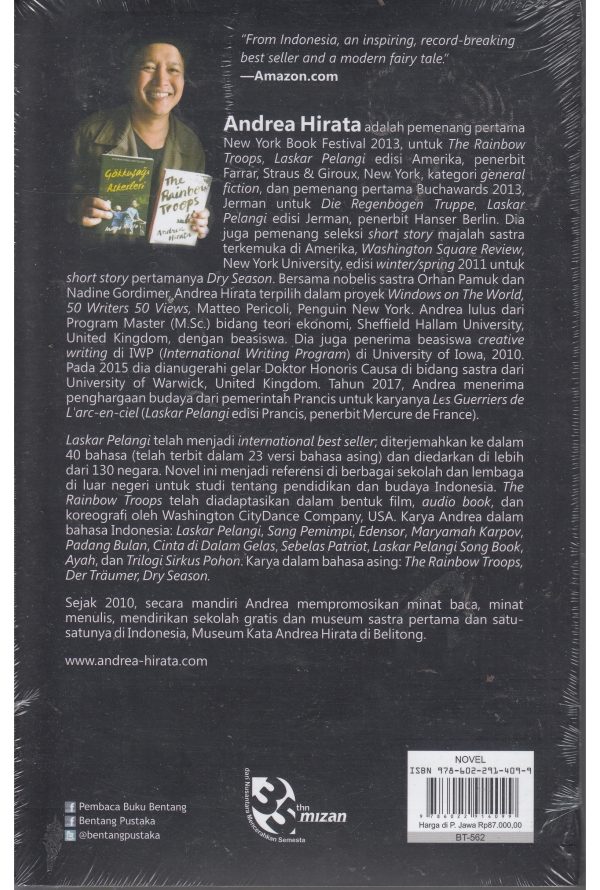 “From Indonesia, an inspiring, record-breaking
best seller and a modern fairy tale.”
—Amazon.com
Gökkuşağı
Askerleri
The
Rainbow
Troops
Andrea Hirata
Andrea Hirata adalah pemenang pertama
New York Book Festival 2013, untuk The Rainbow
Troops, Laskar Pelangi edisi Amerika, penerbit
Farrar, Straus & Giroux, New York, kategori general
fiction, dan pemenang pertama Buchawards 2013,
Jerman untuk Die Regenbogen Truppe, Laskar
Pelangi edisi Jerman, penerbit Hanser Berlin. Dia
juga pemenang seleksi short story majalah sastra
terkemuka di Amerika, Washington Square Review,
New York University, edisi winter/spring 2011 untuk
short story pertamanya Dry Season. Bersama nobelis sastra Orhan Pamuk dan
Nadine Gordimer, Andrea Hirata terpilih dalam proyek Windows on The World,
50 Writers 50 Views, Matteo Pericoli, Penguin New York. Andrea lulus dari
Program Master (M.Sc.) bidang teori ekonomi, Sheffield Hallam University,
United Kingdom, dengan beasiswa. Dia juga penerima beasiswa creative
writing di IWP (International Writing Program) di University of Iowa, 2010.
Pada 2015 dia dianugerahi gelar Doktor Honoris Causa di bidang sastra dari
University of Warwick, United Kingdom. Tahun 2017, Andrea menerima
penghargaan budaya dari pemerintah Prancis untuk karyanya Les Guerriers de
L'arc-en-ciel (Laskar Pelangi edisi Prancis, penerbit Mercure de France).
Laskar Pelangi telah menjadi international best seller; diterjemahkan ke dalam
40 bahasa (telah terbit dalam 23 versi bahasa asing) dan diedarkan di lebih
dari 130 negara. Novel ini menjadi referensi di berbagai sekolah dan lembaga
di luar negeri untuk studi tentang pendidikan dan budaya Indonesia. The
Rainbow Troops telah diadaptasikan dalam bentuk film, audio book, dan
koreografi oleh Washington CityDance Company, USA. Karya Andrea dalam
bahasa Indonesia: Laskar Pelangi, Sang Pemimpi, Edensor, Maryamah Karpov,
Padang Bulan, Cinta di Dalam Gelas, Sebelas Patriot, Laskar Pelangi Song Book,
Ayah, dan Trilogi Sirkus Pohon. Karya dalam bahasa asing: The Rainbow Troops,
Der Träumer, Dry Season.
Sejak 2010, secara mandiri Andrea mempromosikan minat baca, minat
menulis, mendirikan sekolah gratis dan museum sastra pertama dan satu-
satunya di Indonesia, Museum Kata Andrea Hirata di Belitong.
www.andrea-hirata.com
Pembaca Buku Bentang
Bentang Pustaka
@bentangpustaka
35 thn
mizan
dari Nusantara Mencerahkan Semesta
NOVEL
ISBN 978-602-291-409-9
9 786022 914099
Harga di P. Jawa Rp87.000,00
BT-562